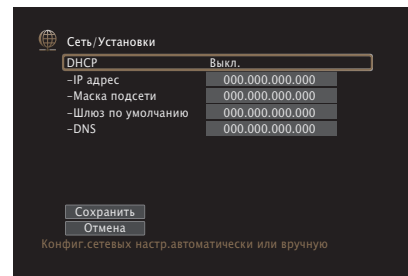 Сеть/Установки
DHCP Выкл.
–IP адрес 000.000.000.000
–Маска подсети 000.000.000.000
–Шлюз по умолчанию 000.000.000.000
–DNS 000.000.000.000
Сохранить
Отмена
Конфиг.сетевых настр.автоматически или вручную